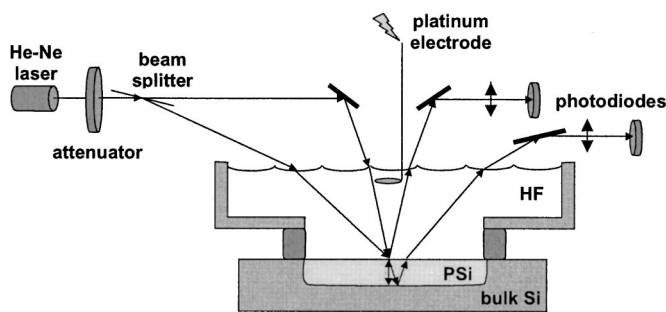 He-Ne
laser
beam
splitter
attenuator
platinum
electrode
photodiodes
HF
PSi
bulk Si